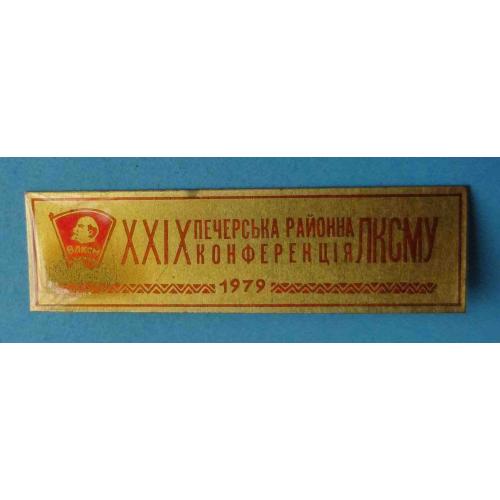 ВЛКСМ
XXIX ПЕЧЕРСЬКА РАЙОННА ЛКСМУ
КОНФЕРЕНЦІЯ
1979